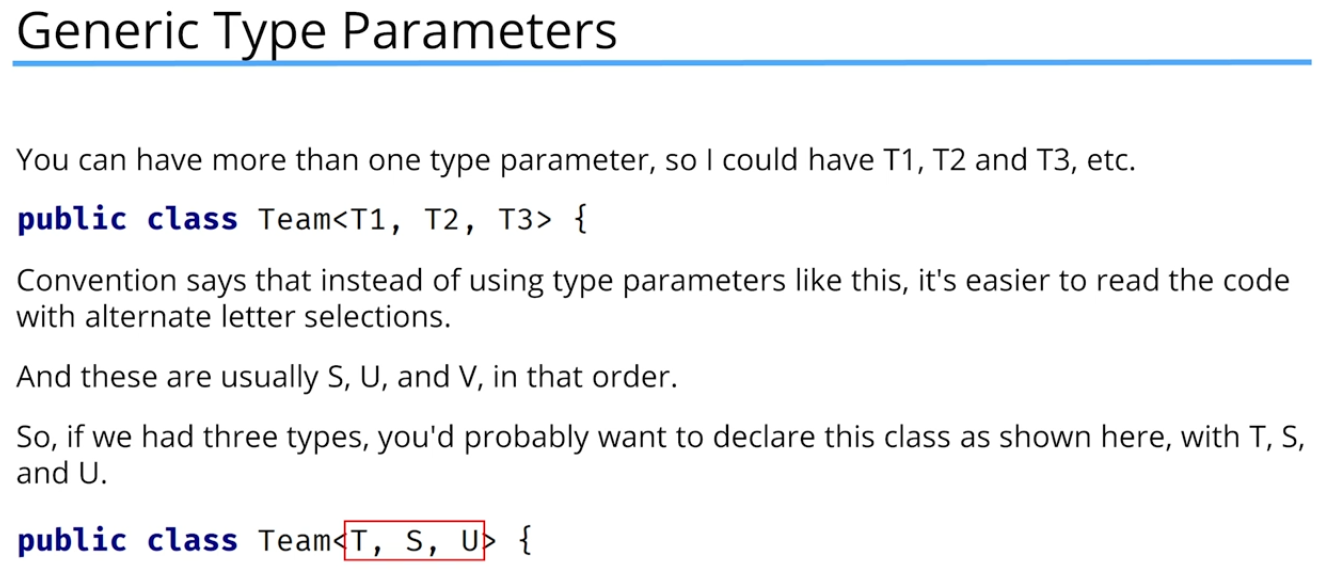 Generic Type Parameters
You can have more than one type parameter, so I could have T1, T2 and T3, etc.
public class Team<T1, T2, T3> {
Convention says that instead of using type parameters like this, it's easier to read the code
with alternate letter selections.
And these are usually S, U, and V, in that order.
So, if we had three types, you'd probably want to declare this class as shown here, with T, S,
and U.
public class Team<T, S, U> {